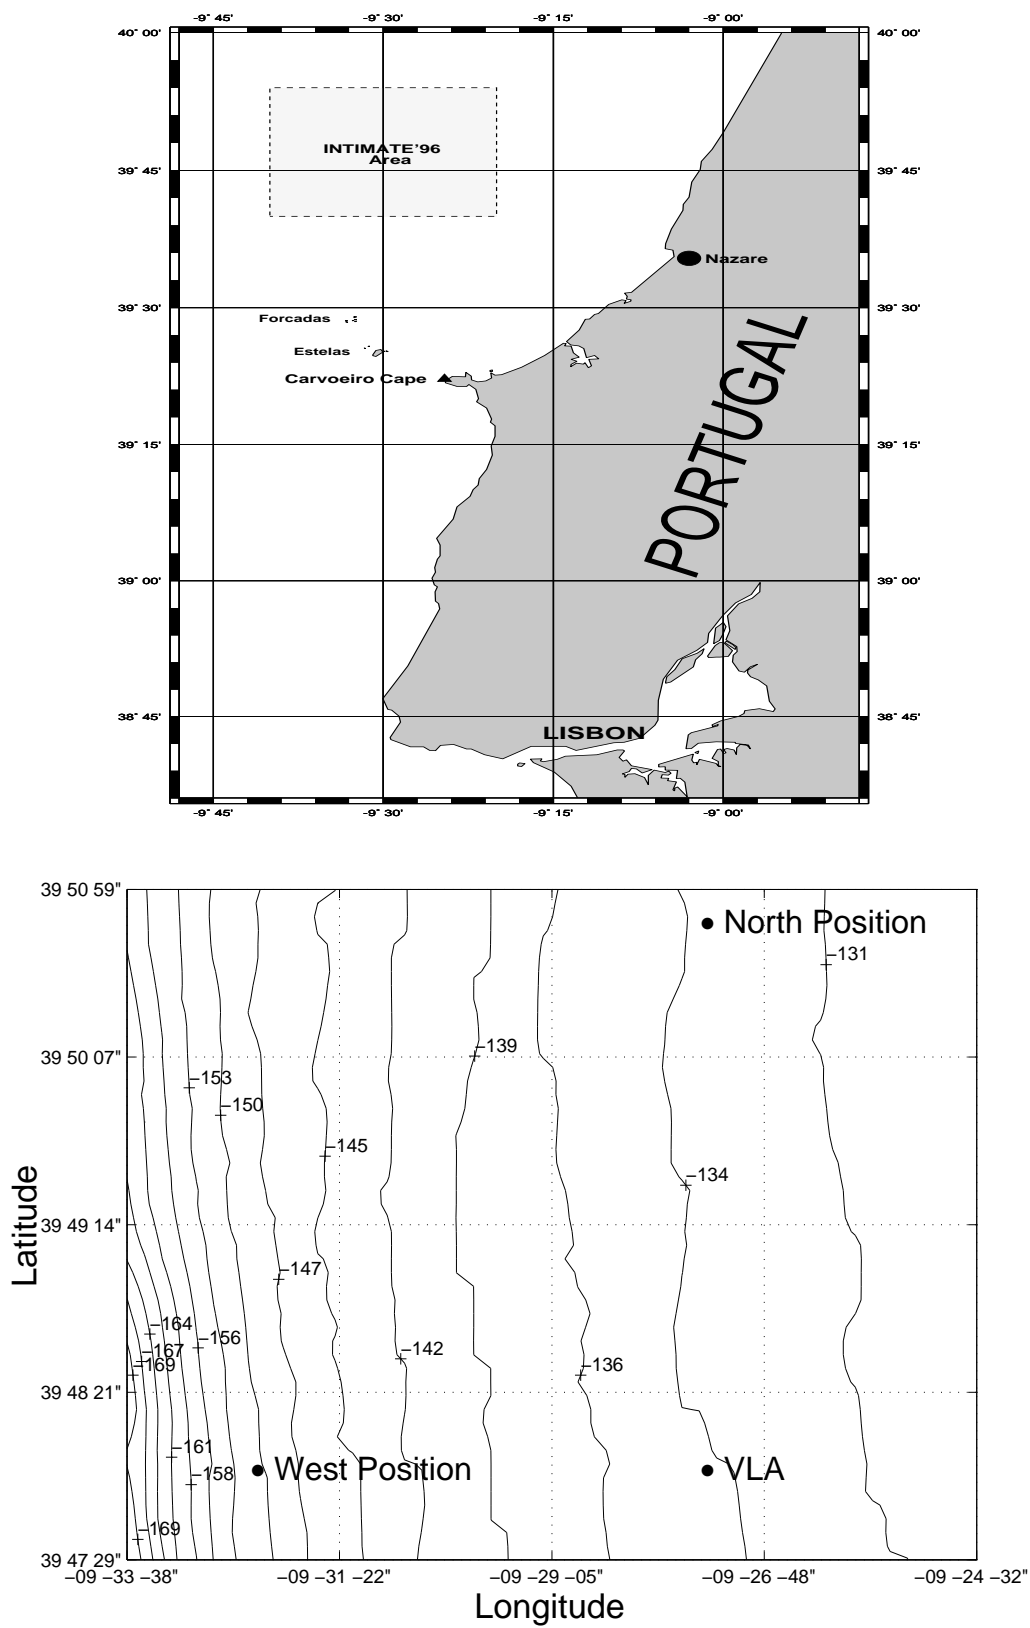 -9° 45' -9° 30' -9° 15' -9° 00'
40° 00' 40° 00'
INTIMATE'96
Area
39° 45' 39° 45'
Nazare
39° 30' 39° 30'
Forcadas
Estelas
Carvoeiro Cape
PORTUGAL
39° 15' 39° 15'
39° 00' 39° 00'
38° 45' 38° 45'
LISBON
-9° 45' -9° 30' -9° 15' -9° 00'
39 50 59"
North Position
−131
−139
39 50 07"
−153
−150
−145
−134
39 49 14"
−147
−164
−156
−167
−142
−169
−136
39 48 21"
−161
West Position
VLA
−158
−169
39 47 29"
−09 −33 −38" −09 −31 −22" −09 −29 −05" −09 −26 −48" −09 −24 −32"
Latitude
Longitude